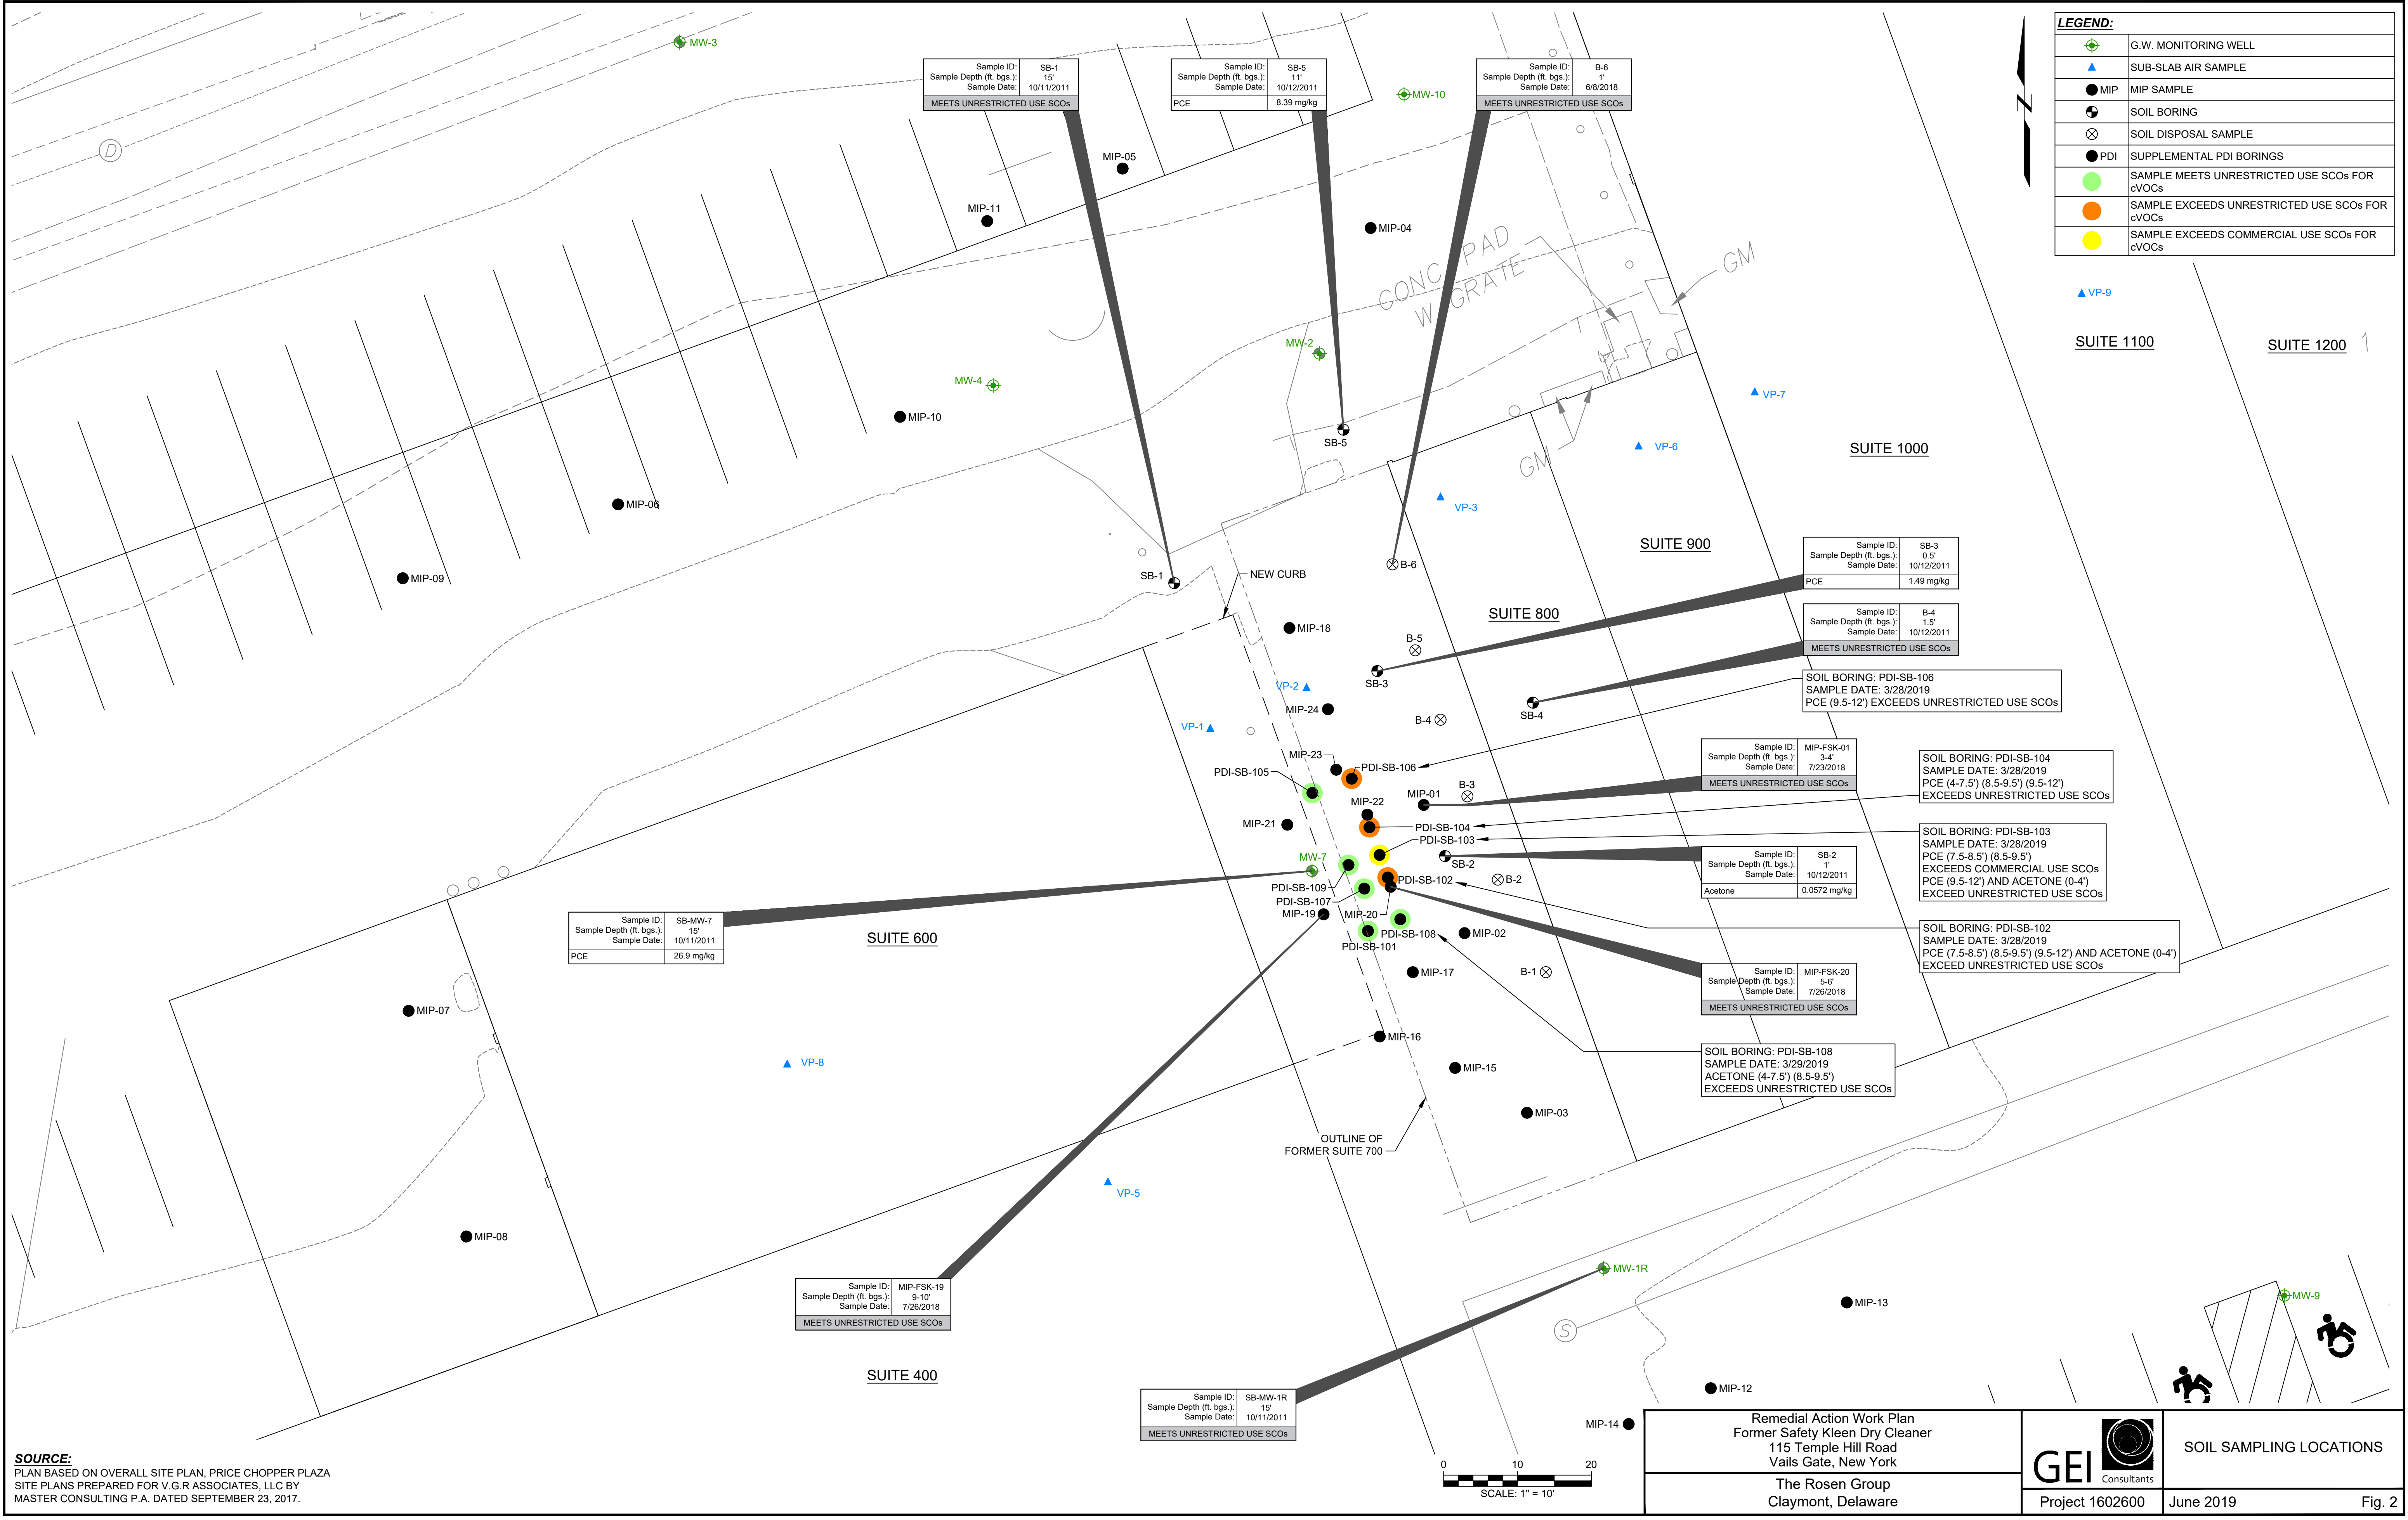 LEGEND:
G.W. MONITORING WELL
SUB-SLAB AIR SAMPLE
MIP MIP SAMPLE
SOIL BORING
SOIL DISPOSAL SAMPLE
PDI SUPPLEMENTAL PDI BORINGS
SAMPLE MEETS UNRESTRICTED USE SCOs FOR
cVOCs
SAMPLE EXCEEDS UNRESTRICTED USE SCOs FOR
cVOCs
SAMPLE EXCEEDS COMMERCIAL USE SCOs FOR
cVOCs
N
MW-3
D
Sample ID: SB-1
Sample Depth (ft. bgs.): 15'
Sample Date: 10/11/2011
MEETS UNRESTRICTED USE SCOs
Sample ID: SB-5
Sample Depth (ft. bgs.): 11'
Sample Date: 10/12/2011
PCE 8.39 mg/kg
Sample ID: B-6
Sample Depth (ft. bgs.): 1'
Sample Date: 6/8/2018
MEETS UNRESTRICTED USE SCOs
MW-10
MIP-05
MIP-11
MIP-04
CONC PAD
W GRATE
GM
VP-9
SUITE 1100
SUITE 1200
1
MW-2
MW-4
MIP-10
VP-7
SB-5
VP-6
SUITE 1000
GM
MIP-06
VP-3
SUITE 900
MIP-09
SB-1
NEW CURB
B-6
Sample ID: SB-3
Sample Depth (ft. bgs.): 0.5'
Sample Date: 10/12/2011
PCE 1.49 mg/kg
SUITE 800
MIP-18
B-5
Sample ID: B-4
Sample Depth (ft. bgs.): 1.5'
Sample Date: 10/12/2011
MEETS UNRESTRICTED USE SCOs
SB-3
VP-2
MIP-24
SB-4
B-4
VP-1
SOIL BORING: PDI-SB-106
SAMPLE DATE: 3/28/2019
PCE (9.5-12') EXCEEDS UNRESTRICTED USE SCOs
MIP-23
PDI-SB-106
PDI-SB-105
Sample ID: MIP-FSK-01
Sample Depth (ft. bgs.): 3-4'
Sample Date: 7/23/2018
MEETS UNRESTRICTED USE SCOs
SOIL BORING: PDI-SB-104
SAMPLE DATE: 3/28/2019
PCE (4-7.5') (8.5-9.5') (9.5-12')
EXCEEDS UNRESTRICTED USE SCOs
B-3
MIP-01
MIP-22
MIP-21
PDI-SB-104
PDI-SB-103
SOIL BORING: PDI-SB-103
SAMPLE DATE: 3/28/2019
PCE (7.5-8.5') (8.5-9.5')
EXCEEDS COMMERCIAL USE SCOs
PCE (9.5-12') AND ACETONE (0-4')
EXCEED UNRESTRICTED USE SCOs
MW-7
SB-2
Sample ID: SB-2
Sample Depth (ft. bgs.): 1'
Sample Date: 10/12/2011
Acetone 0.0572 mg/kg
PDI-SB-102
B-2
PDI-SB-109
PDI-SB-107
MIP-19
MIP-20
PDI-SB-108
PDI-SB-101
MIP-02
SOIL BORING: PDI-SB-102
SAMPLE DATE: 3/28/2019
PCE (7.5-8.5') (8.5-9.5') (9.5-12') AND ACETONE (0-4')
EXCEED UNRESTRICTED USE SCOs
Sample ID: SB-MW-7
Sample Depth (ft. bgs.): 15'
Sample Date: 10/11/2011
PCE 26.9 mg/kg
SUITE 600
MIP-17
B-1
Sample ID: MIP-FSK-20
Sample Depth (ft. bgs.): 5-6'
Sample Date: 7/26/2018
MEETS UNRESTRICTED USE SCOs
MIP-07
MIP-16
VP-8
MIP-15
SOIL BORING: PDI-SB-108
SAMPLE DATE: 3/29/2019
ACETONE (4-7.5') (8.5-9.5')
EXCEEDS UNRESTRICTED USE SCOs
MIP-03
OUTLINE OF
FORMER SUITE 700
VP-5
MIP-08
MW-1R
MIP-13
MW-9
S
Sample ID: MIP-FSK-19
Sample Depth (ft. bgs.): 9-10'
Sample Date: 7/26/2018
MEETS UNRESTRICTED USE SCOs
SUITE 400
MIP-12
Sample ID: SB-MW-1R
Sample Depth (ft. bgs.): 15'
Sample Date: 10/11/2011
MEETS UNRESTRICTED USE SCOs
MIP-14
SOURCE:
PLAN BASED ON OVERALL SITE PLAN, PRICE CHOPPER PLAZA
SITE PLANS PREPARED FOR V.G.R ASSOCIATES, LLC BY
MASTER CONSULTING P.A. DATED SEPTEMBER 23, 2017.
0 10 20
SCALE: 1" = 10'
Remedial Action Work Plan
Former Safety Kleen Dry Cleaner
115 Temple Hill Road
Vails Gate, New York
The Rosen Group
Claymont, Delaware
GEI Consultants
Project 1602600
SOIL SAMPLING LOCATIONS
June 2019
Fig. 2